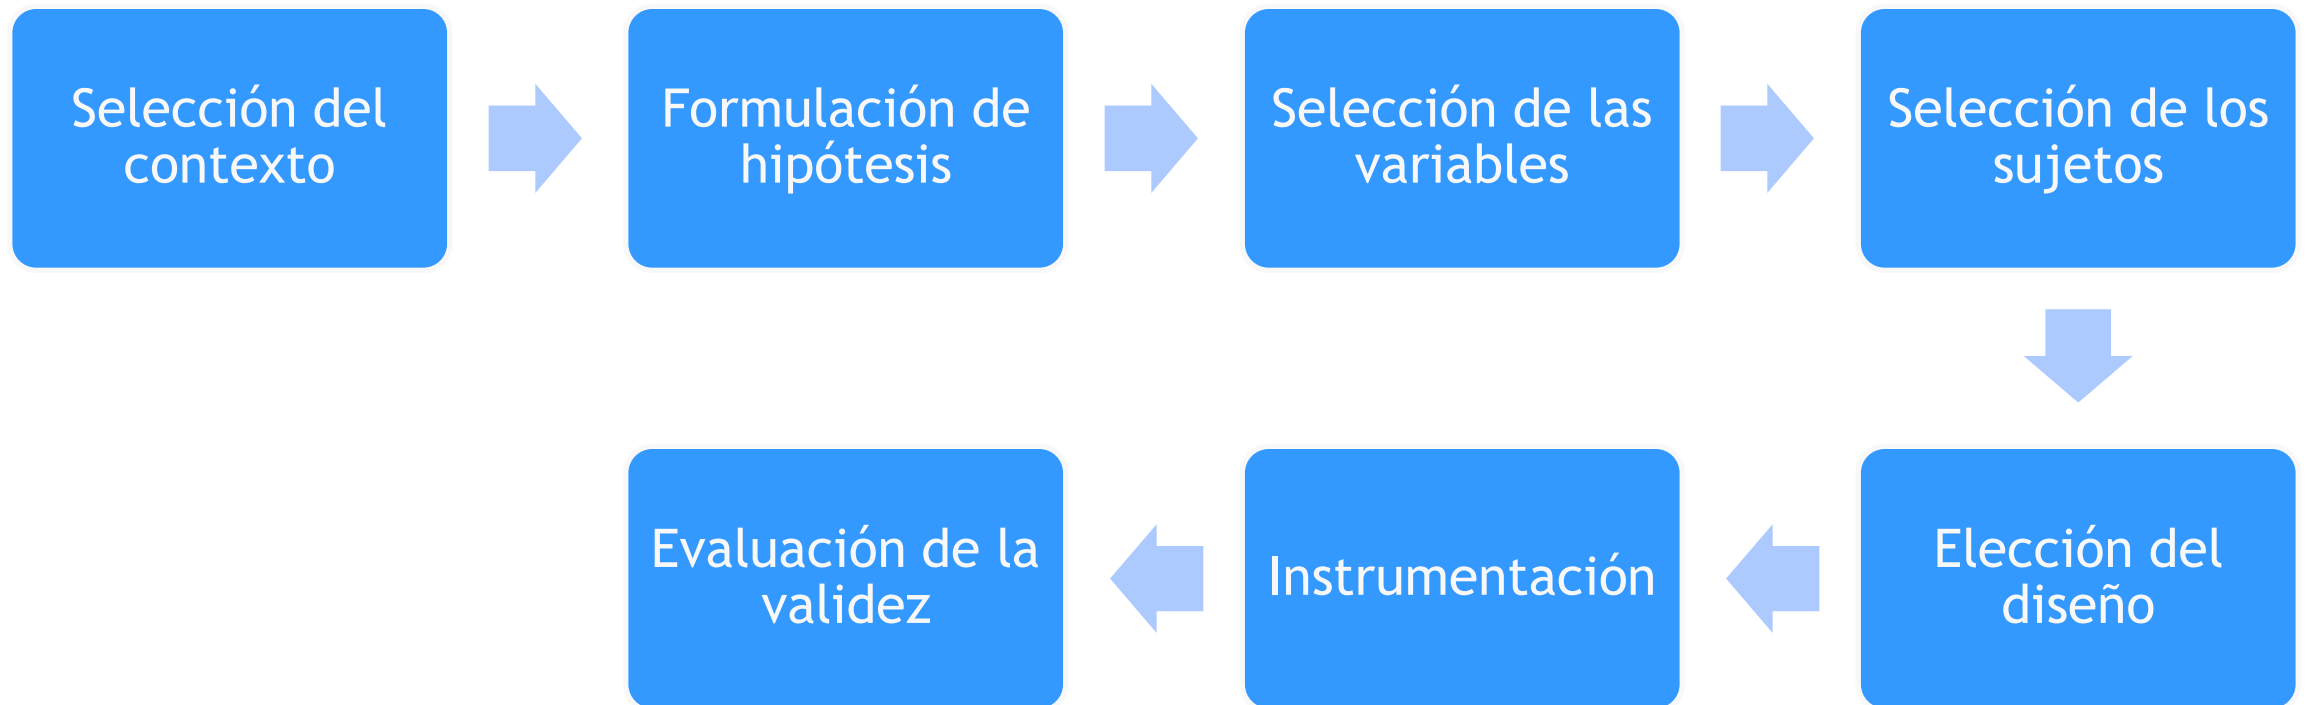 Selección del
contexto
Formulación de
hipótesis
Selección de las
variables
Selección de los
sujetos
Elección del
diseño
Instrumentación
Evaluación de la
validez